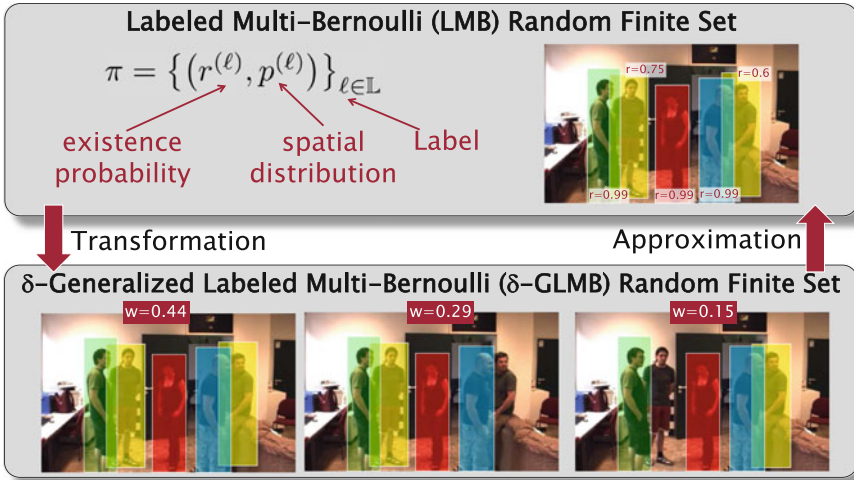 Labeled Multi-Bernoulli (LMB) Random Finite Set
π = {(r^(ℓ), p^(ℓ))}_ℓ∈𝕃
existence probability
spatial distribution
Label
r=0.75
r=0.6
r=0.99
r=0.99
r=0.99
Transformation
Approximation
δ-Generalized Labeled Multi-Bernoulli (δ-GLMB) Random Finite Set
w=0.44
w=0.29
w=0.15